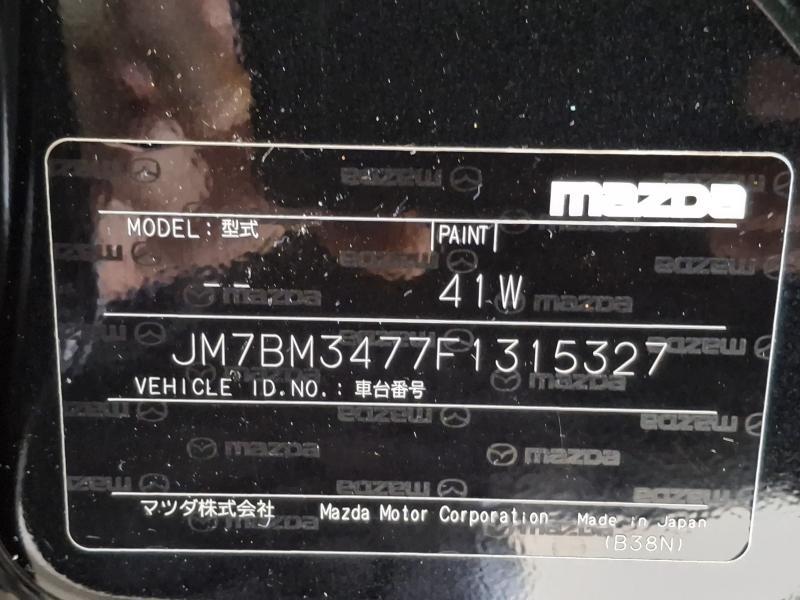 mazda
MODEL : 型式 PAINT
-- 41W
JM7BM3477F1315327
VEHICLE ID.NO. : 車台番号
マツダ株式会社 Mazda Motor Corporation Made in Japan
(B38N)